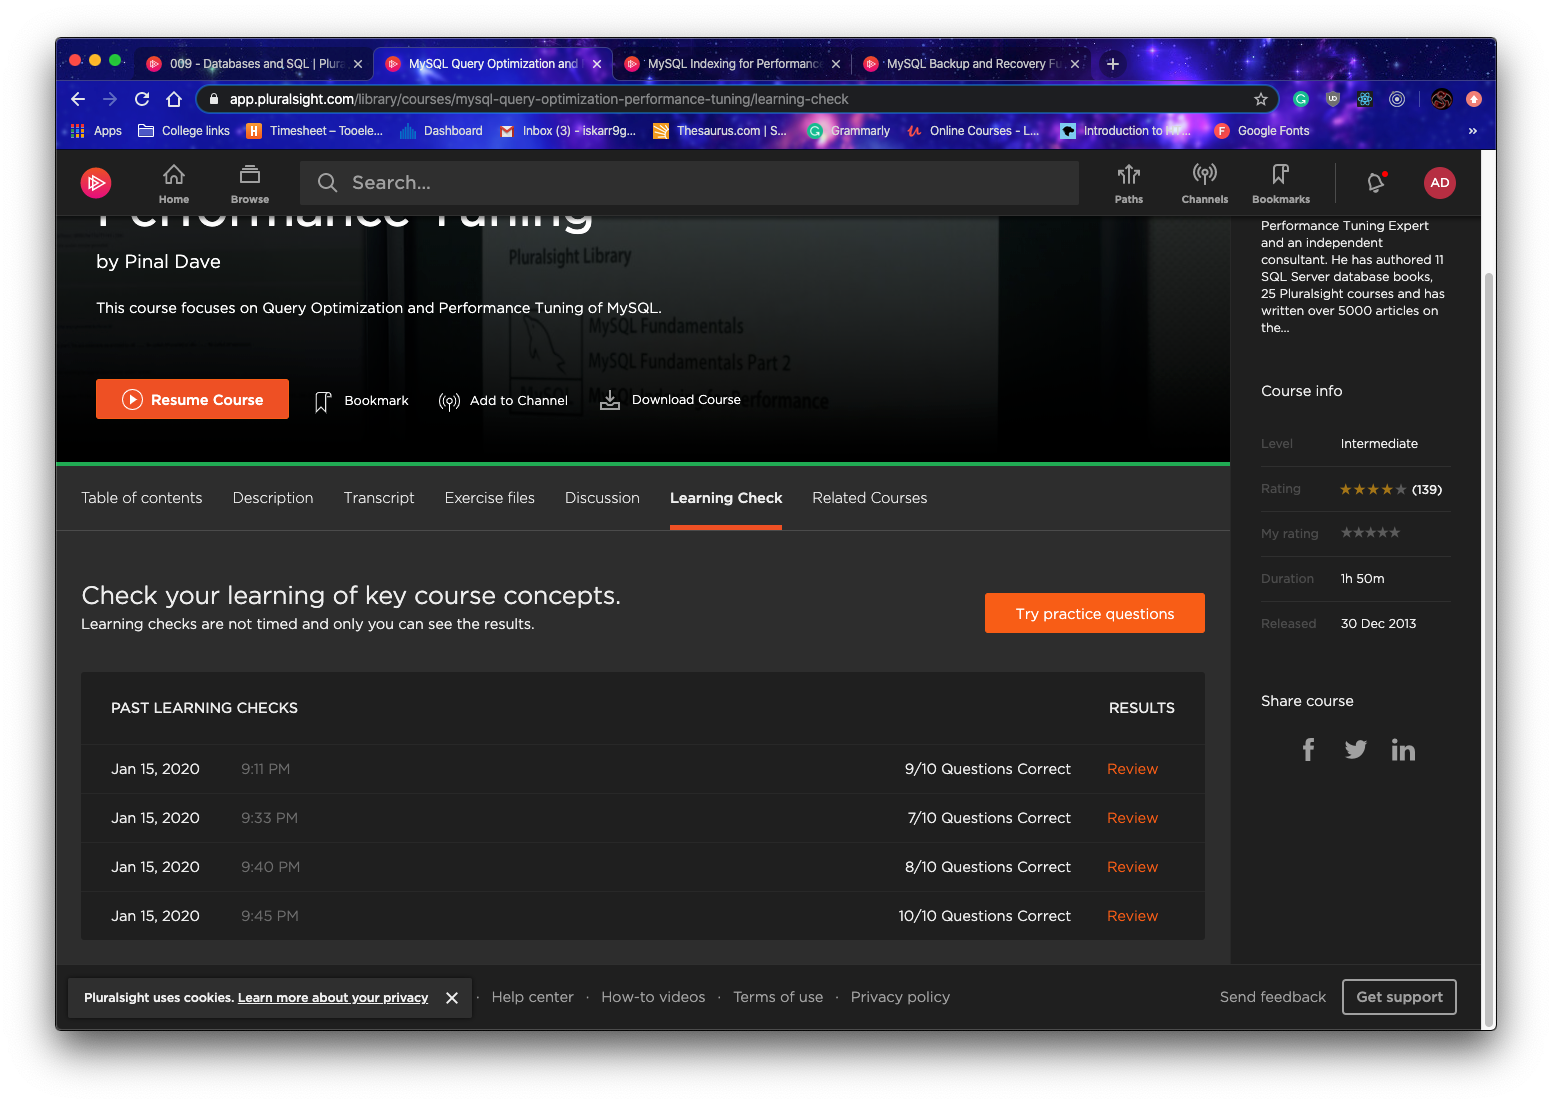 009 - Databases and SQL | Plura
MySQL Query Optimization and
MySQL Indexing for Performanc
MySQL Backup and Recovery Fu
app.pluralsight.com/library/courses/mysql-query-optimization-performance-tuning/learning-check
Apps
College links
Timesheet – Tooele...
Dashboard
Inbox (3) - iskarr9g...
Thesaurus.com | S...
Grammarly
Online Courses - L...
Introduction to
Google Fonts
»
Home
Browse
Search...
Paths
Channels
Bookmarks
AD
Performance Tuning
by Pinal Dave
This course focuses on Query Optimization and Performance Tuning of MySQL.
Pluralsight Library
MySQL Fundamentals
MySQL Fundamentals Part 2
MySQL Indexing for Performance
MySQL
Resume Course
Bookmark
Add to Channel
Download Course
Performance Tuning Expert
and an independent
consultant. He has authored 11
SQL Server database books,
25 Pluralsight courses and has
written over 5000 articles on
the...
Course info
Level Intermediate
Rating (139)
My rating
Duration 1h 50m
Released 30 Dec 2013
Share course
Table of contents
Description
Transcript
Exercise files
Discussion
Learning Check
Related Courses
Check your learning of key course concepts.
Learning checks are not timed and only you can see the results.
Try practice questions
PAST LEARNING CHECKS RESULTS
Jan 15, 2020 9:11 PM 9/10 Questions Correct Review
Jan 15, 2020 9:33 PM 7/10 Questions Correct Review
Jan 15, 2020 9:40 PM 8/10 Questions Correct Review
Jan 15, 2020 9:45 PM 10/10 Questions Correct Review
Pluralsight uses cookies. Learn more about your privacy
· Help center · How-to videos · Terms of use · Privacy policy
Send feedback
Get support